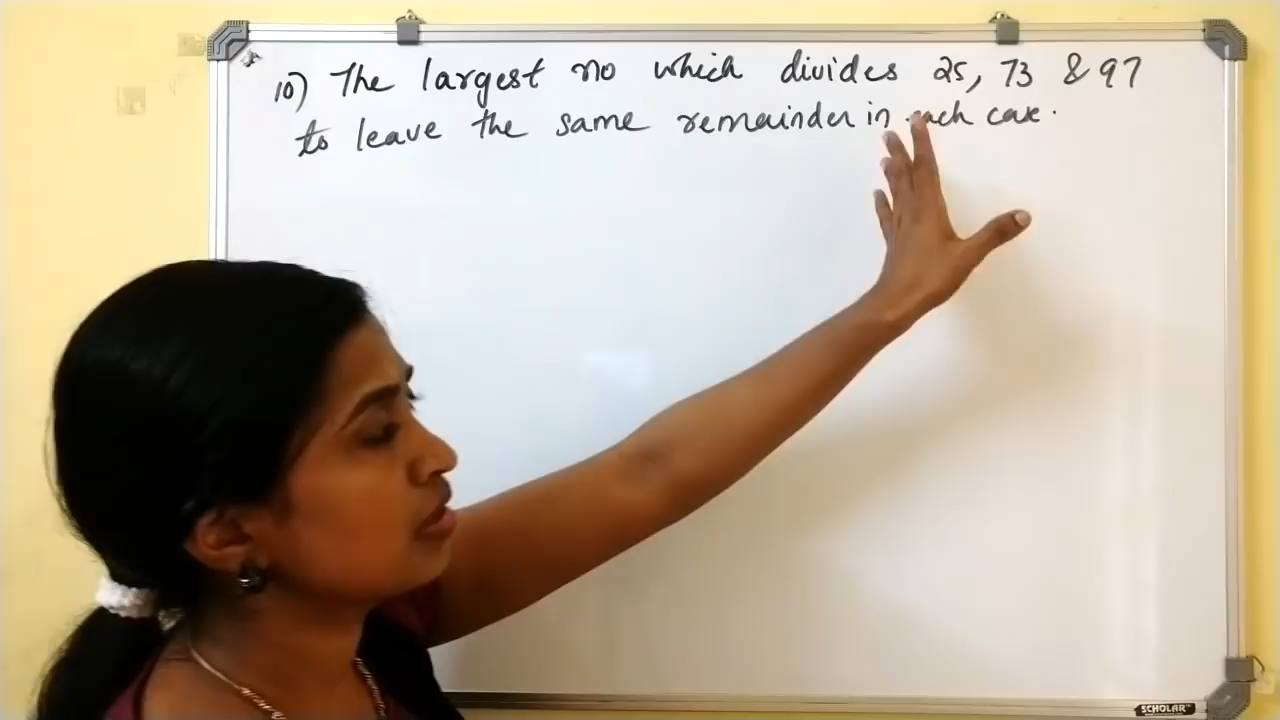 10) The largest no which divides 25, 73 & 97
to leave the same remainder in each case.
SCHOLAR